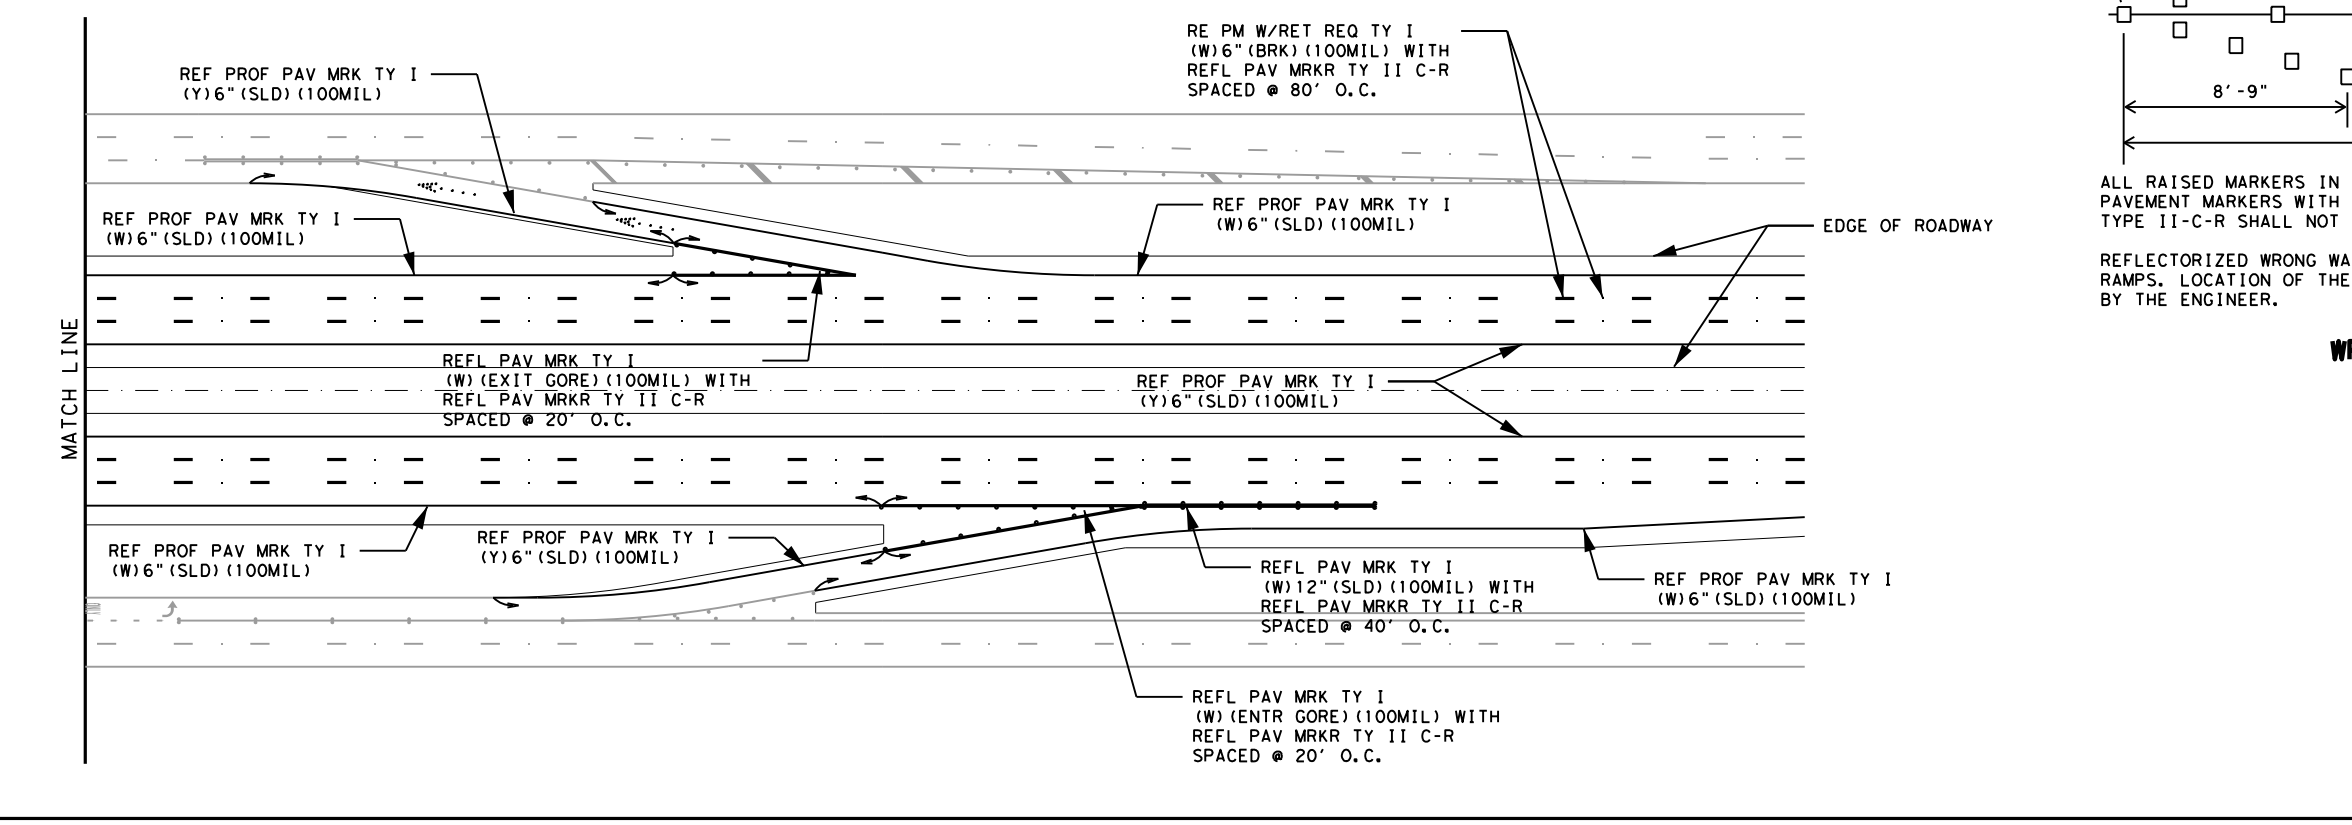 RE PM W/RET REQ TY I
(W)6"(BRK)(100MIL) WITH
REFL PAV MRKR TY II C-R
SPACED @ 80' O.C.
REF PROF PAV MRK TY I
(Y)6"(SLD)(100MIL)
REF PROF PAV MRK TY I
(W)6"(SLD)(100MIL)
REF PROF PAV MRK TY I
(W)6"(SLD)(100MIL)
EDGE OF ROADWAY
MATCH LINE
REFL PAV MRK TY I
(W)(EXIT GORE)(100MIL) WITH
REFL PAV MRKR TY II C-R
SPACED @ 20' O.C.
REF PROF PAV MRK TY I
(Y)6"(SLD)(100MIL)
REF PROF PAV MRK TY I
(W)6"(SLD)(100MIL)
REF PROF PAV MRK TY I
(Y)6"(SLD)(100MIL)
REFL PAV MRK TY I
(W)12"(SLD)(100MIL) WITH
REFL PAV MRKR TY II C-R
SPACED @ 40' O.C.
REF PROF PAV MRK TY I
(W)6"(SLD)(100MIL)
REFL PAV MRK TY I
(W)(ENTR GORE)(100MIL) WITH
REFL PAV MRKR TY II C-R
SPACED @ 20' O.C.
8'-9"
ALL RAISED MARKERS IN
PAVEMENT MARKERS WITH
TYPE II-C-R SHALL NOT
REFLECTORIZED WRONG WA
RAMPS. LOCATION OF THE
BY THE ENGINEER.